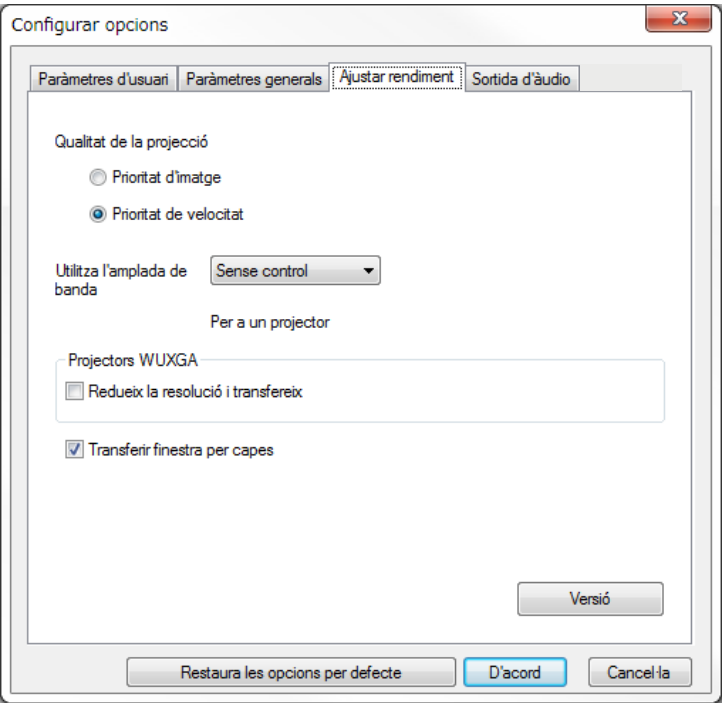 Configurar opcions
Paràmetres d'usuari Paràmetres generals Ajustar rendiment Sortida d'àudio
Qualitat de la projecció
Prioritat d'imatge
Prioritat de velocitat
Utilitza l'amplada de Sense control
banda
Per a un projector
Projectors WUXGA
Redueix la resolució i transfereix
Transferir finestra per capes
Versió
Restaura les opcions per defecte D'acord Cancel·la